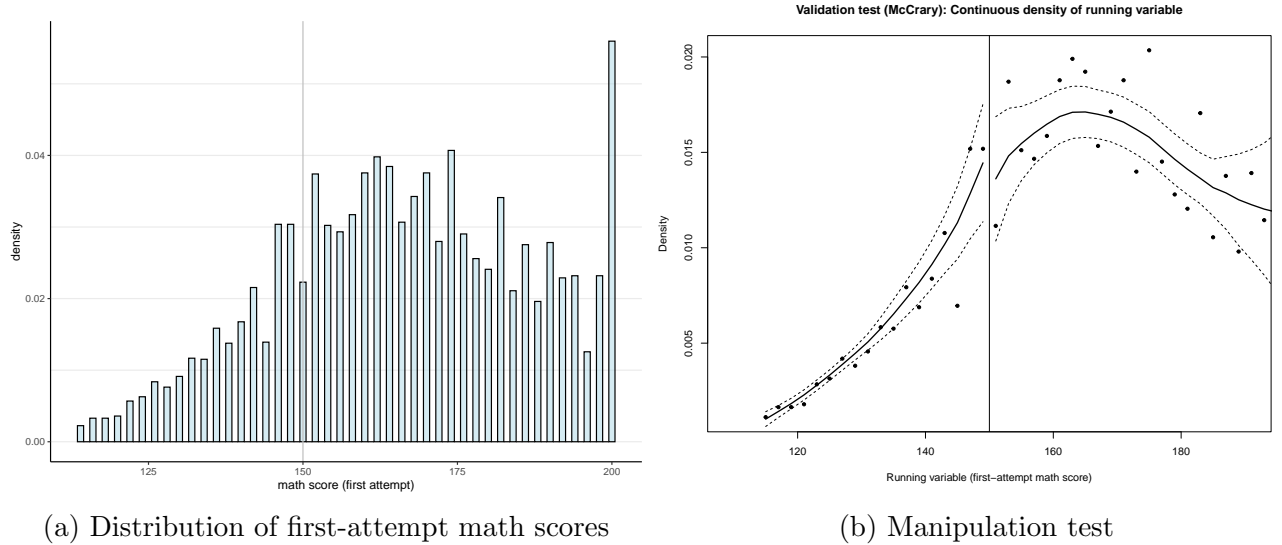 density
0.04
0.02
0.00
125
150
175
200
math score (first attempt)
(a) Distribution of first-attempt math scores
Validation test (McCrary): Continuous density of running variable
Density
0.020
0.015
0.010
0.005
120
140
160
180
Running variable (first−attempt math score)
(b) Manipulation test